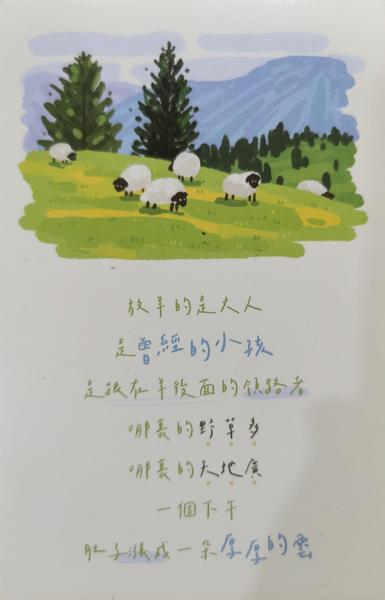 放羊的是大人
是曾經的小孩
是跟在羊後面的領路者
哪裏的野草多
哪裏的天地廣
一個下午
肚子漲成一朵厚厚的雲